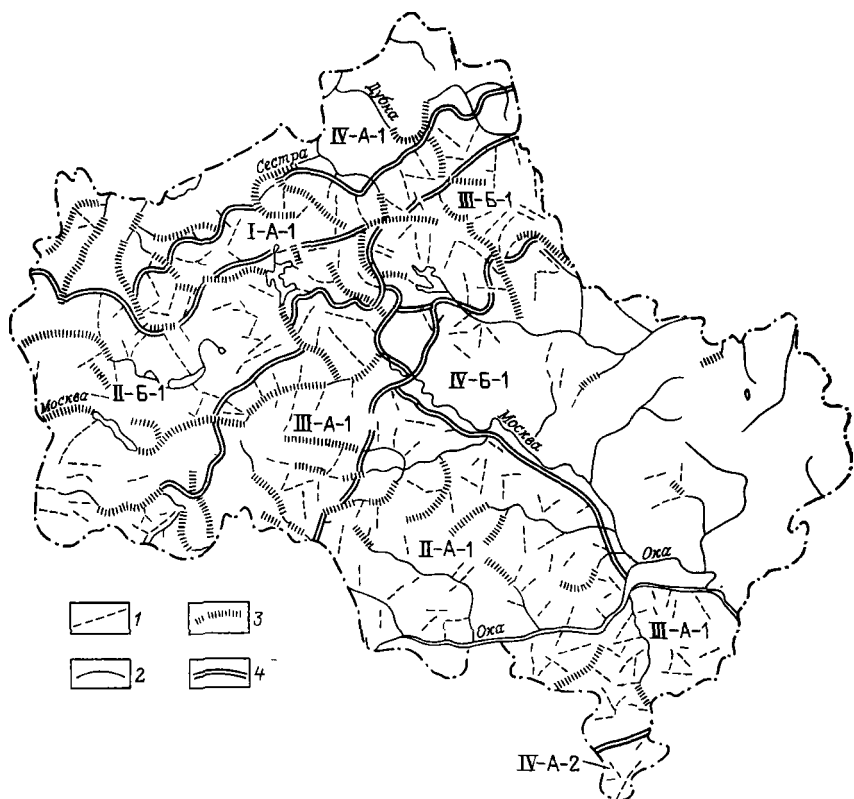 Дубна
IV-А-1
Сестра
III-Б-1
I-А-1
IV-Б-1
II-Б-1
Москва
III-А-1
Москва
II-А-1
Ока
Ока
III-А-1
1
3
2
4
IV-А-2